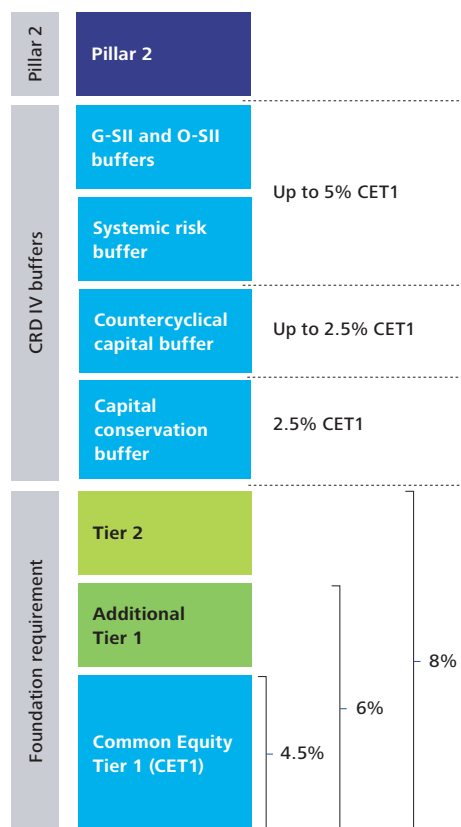 Pillar 2
Pillar 2
CRD IV buffers
G-SII and O-SII
buffers
Up to 5% CET1
Systemic risk
buffer
Countercyclical
capital buffer
Up to 2.5% CET1
Capital
conservation
buffer
2.5% CET1
Foundation requirement
Tier 2
Additional
Tier 1
8%
6%
Common Equity
Tier 1 (CET1)
4.5%